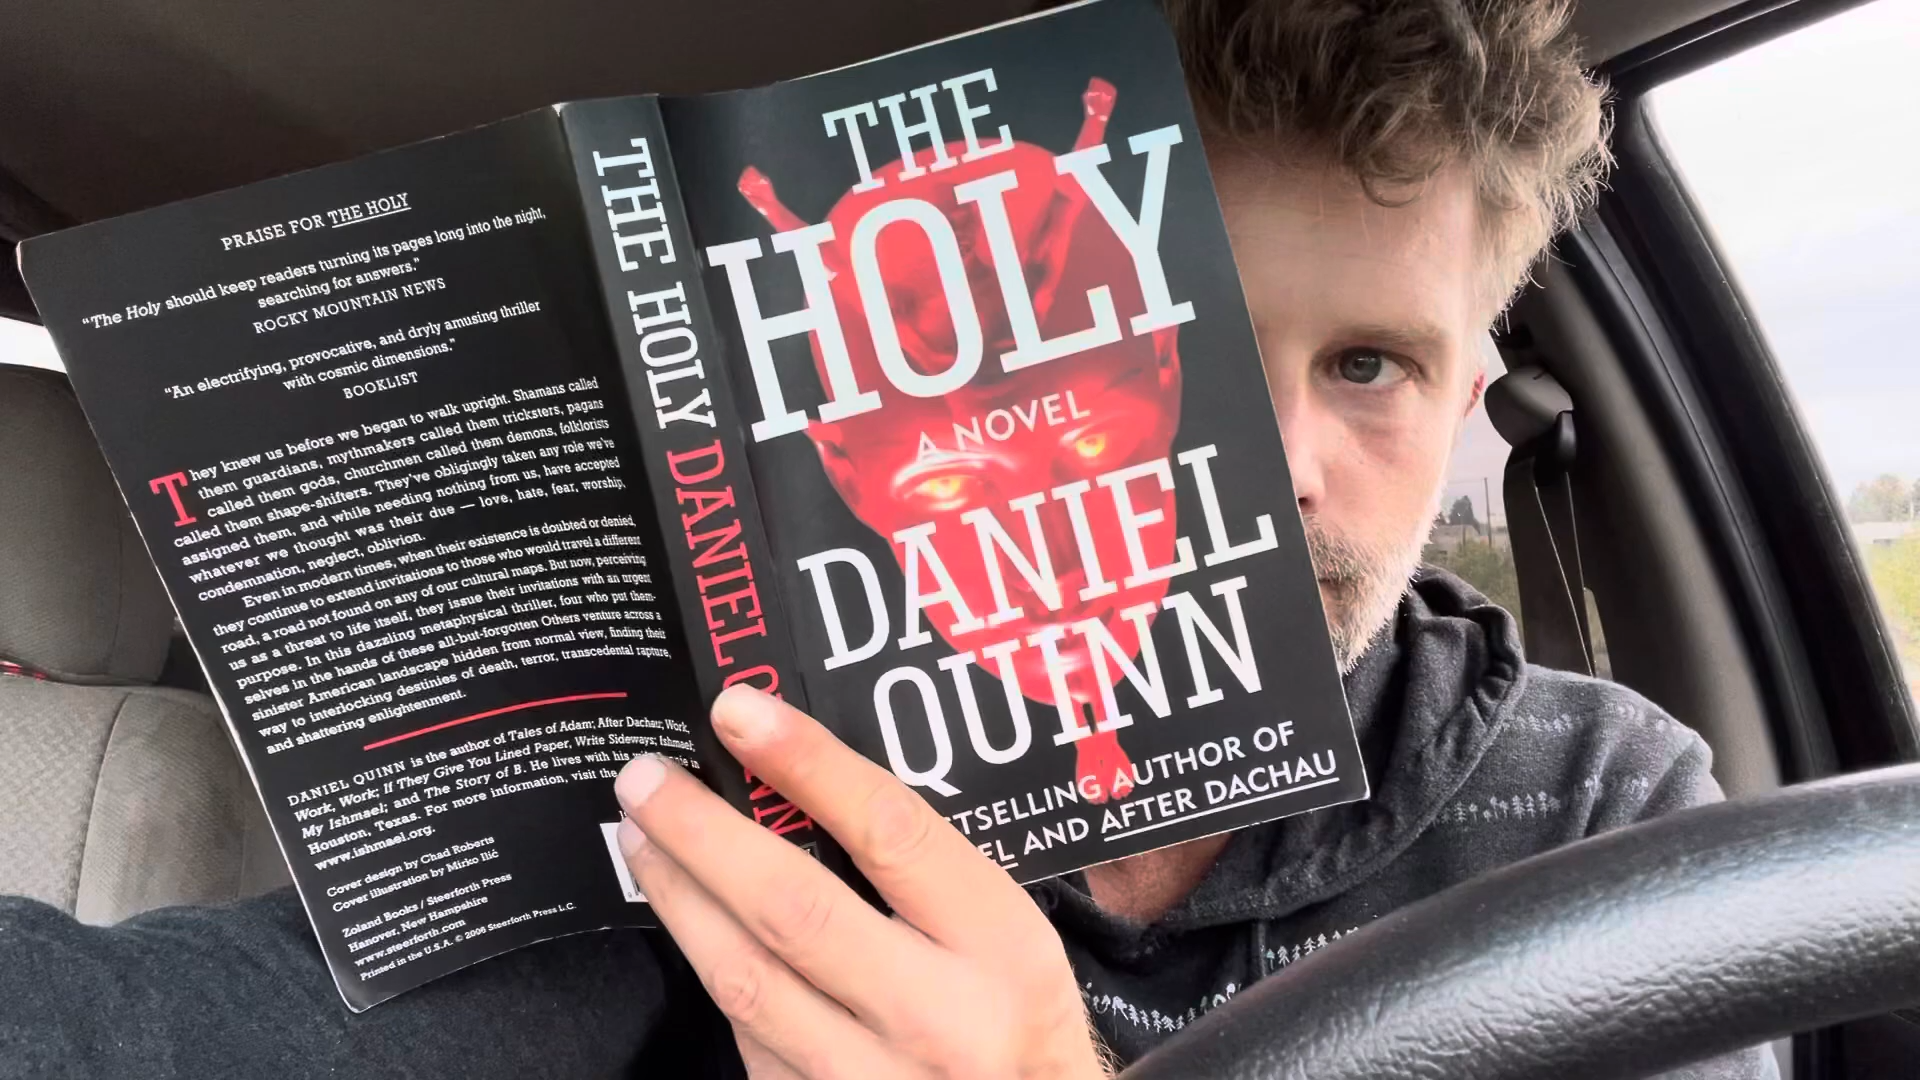 PRAISE FOR THE HOLY
“The Holy should keep readers turning its pages long into the night,
searching for answers.”
ROCKY MOUNTAIN NEWS
“An electrifying, provocative, and dryly amusing thriller
with cosmic dimensions.”
BOOKLIST
They knew us before we began to walk upright. Shamans called
them guardians, mythmakers called them tricksters, pagans
called them gods, churchmen called them demons, folklorists
called them shape-shifters. They've obligingly taken any role we've
assigned them, and while needing nothing from us, have accepted
whatever we thought was their due — love, hate, fear, worship,
condemnation, neglect, oblivion.
Even in modern times, when their existence is doubted or denied,
they continue to extend invitations to those who would travel a different
road, a road not found on any of our cultural maps. But now, perceiving
us as a threat to life itself, they issue their invitations with an urgent
purpose. In this dazzling metaphysical thriller, four who put them-
selves in the hands of these all-but-forgotten Others venture across a
sinister American landscape hidden from normal view, finding their
way to interlocking destinies of death, terror, transcedental rapture,
and shattering enlightenment.
DANIEL QUINN is the author of Tales of Adam; After Dachau; Work,
Work, Work; If They Give You Lined Paper, Write Sideways; Ishmael;
My Ishmael; and The Story of B. He lives with his in
Houston, Texas. For more information, visit the
www.ishmael.org.
Cover design by Chad Roberts
Cover illustration by Mirko Ilić
Zoland Books / Steerforth Press
Hanover, New Hampshire
www.steerforth.com
Printed in the U.S.A. © 2006 Steerforth Press L.C.
THE HOLY DANIEL
THE
HOLY
A NOVEL
DANIEL
QUINN
STSELLING AUTHOR OF
EL AND AFTER DACHAU